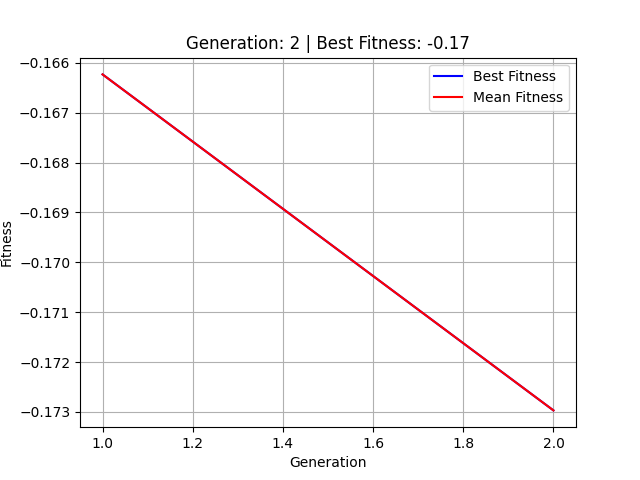 Generation: 2 | Best Fitness: -0.17
Best Fitness
Mean Fitness
−0.166
−0.167
−0.168
−0.169
−0.170
−0.171
−0.172
−0.173
Fitness
1.0 1.2 1.4 1.6 1.8 2.0
Generation